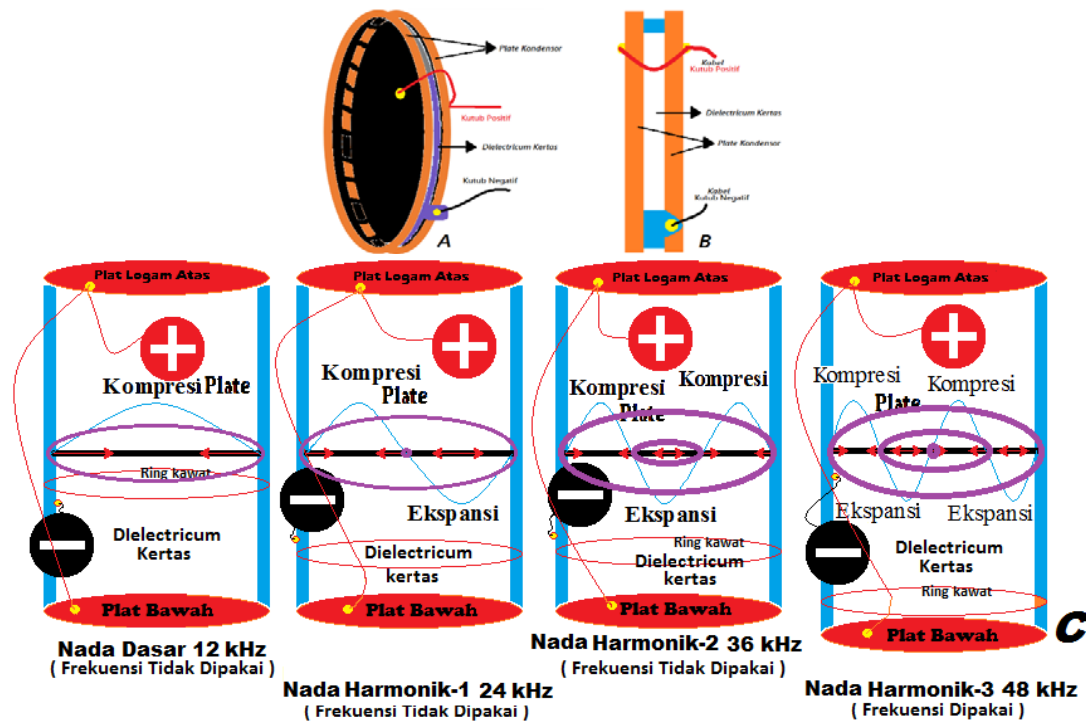 Plate Kondensor
Kutub Positif
Dielectricum Kertas
Kutub Negatif
A
Kabel
Kutub Positif
Dielectricum Kertas
Plate Kondensor
Kabel
Kutub Negatif
B
Plat Logam Atas
Kompresi Plate
Ring kawat
DIelectricum
Kertas
Plat Bawah
Nada Dasar 12 kHz
( Frekuensi Tidak Dipakai )
Plat Logam Atas
Kompresi
Plate
Ekspansi
Dielectricum
kertas
Plat Bawah
Nada Harmonik-1 24 kHz
( Frekuensi Tidak Dipakai )
Plat Logam Atas
Kompresi Kompresi
Plate
Ekspansi
Ring kawat
Dielectricum
kertas
Plat Bawah
Nada Harmonik-2 36 kHz
( Frekuensi Tidak Dipakai )
Plat Logam Atas
Kompresi Kompresi
Plate
Ekspansi Ekspansi
DIelectricum
Kertas
Ring kawat
Plat Bawah
C
Nada Harmonik-3 48 kHz
( Frekuensi Dipakai )